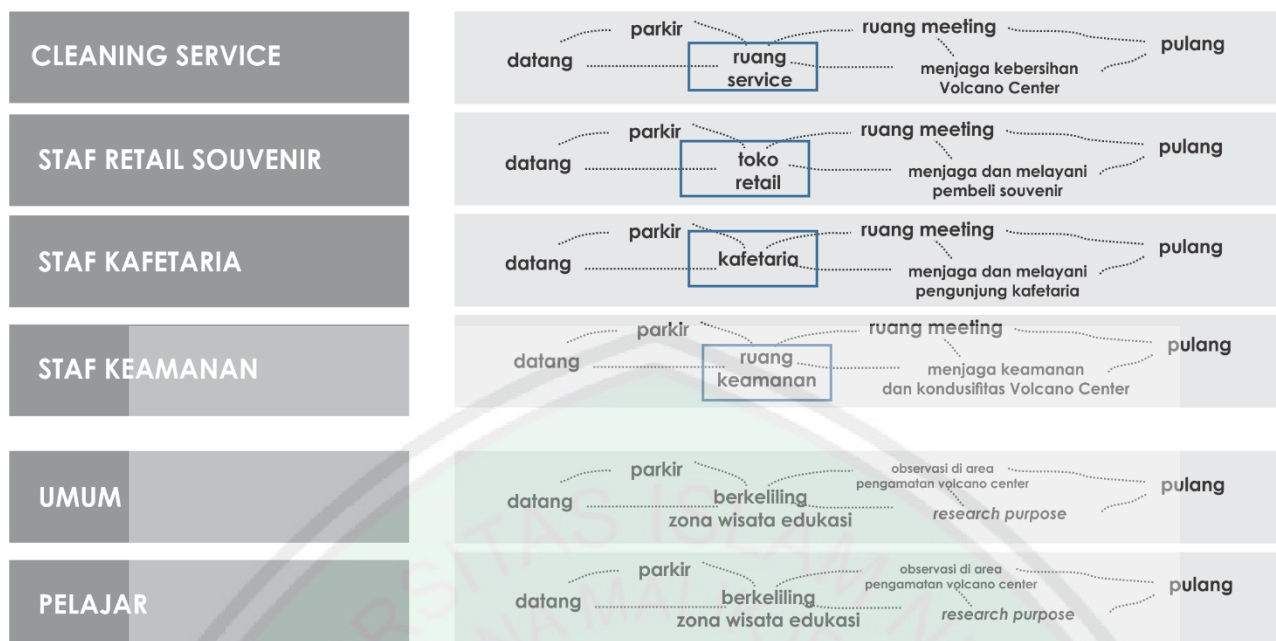 CLEANING SERVICE
datang
parkir
ruang
service
ruang meeting
menjaga kebersihan
Volcano Center
pulang
STAF RETAIL SOUVENIR
datang
parkir
toko
retail
ruang meeting
menjaga dan melayani
pembeli souvenir
pulang
STAF KAFETARIA
datang
parkir
kafetaria
ruang meeting
menjaga dan melayani
pengunjung kafetaria
pulang
STAF KEAMANAN
datang
parkir
ruang
keamanan
ruang meeting
menjaga keamanan
dan kondusifitas Volcano Center
pulang
UMUM
datang
parkir
berkeliling
zona wisata edukasi
observasi di area
pengamatan volcano center
research purpose
pulang
PELAJAR
datang
parkir
berkeliling
zona wisata edukasi
observasi di area
pengamatan volcano center
research purpose
pulang